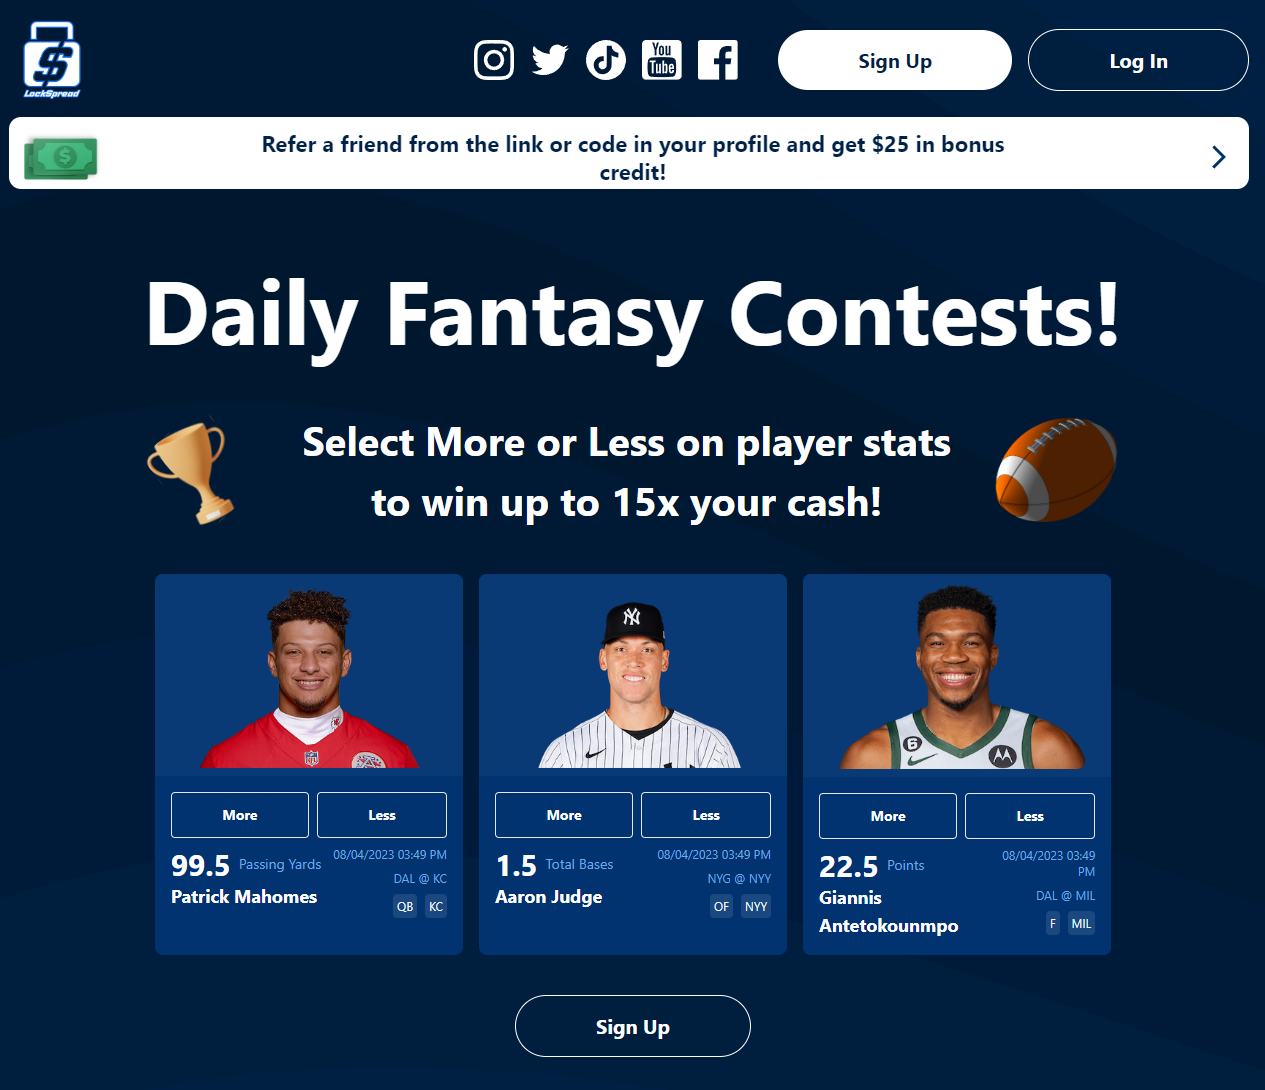 $
LockSpread
You
Tube
Sign Up
Log In
Refer a friend from the link or code in your profile and get $25 in bonus
credit!
Daily Fantasy Contests!
Select More or Less on player stats
to win up to 15x your cash!
NFL
NY
6
More
Less
99.5 Passing Yards
08/04/2023 03:49 PM
DAL @ KC
Patrick Mahomes
QB KC
More
Less
1.5 Total Bases
08/04/2023 03:49 PM
NYG @ NYY
Aaron Judge
OF NYY
More
Less
22.5 Points
08/04/2023 03:49
PM
DAL @ MIL
Giannis
Antetokounmpo
F MIL
Sign Up